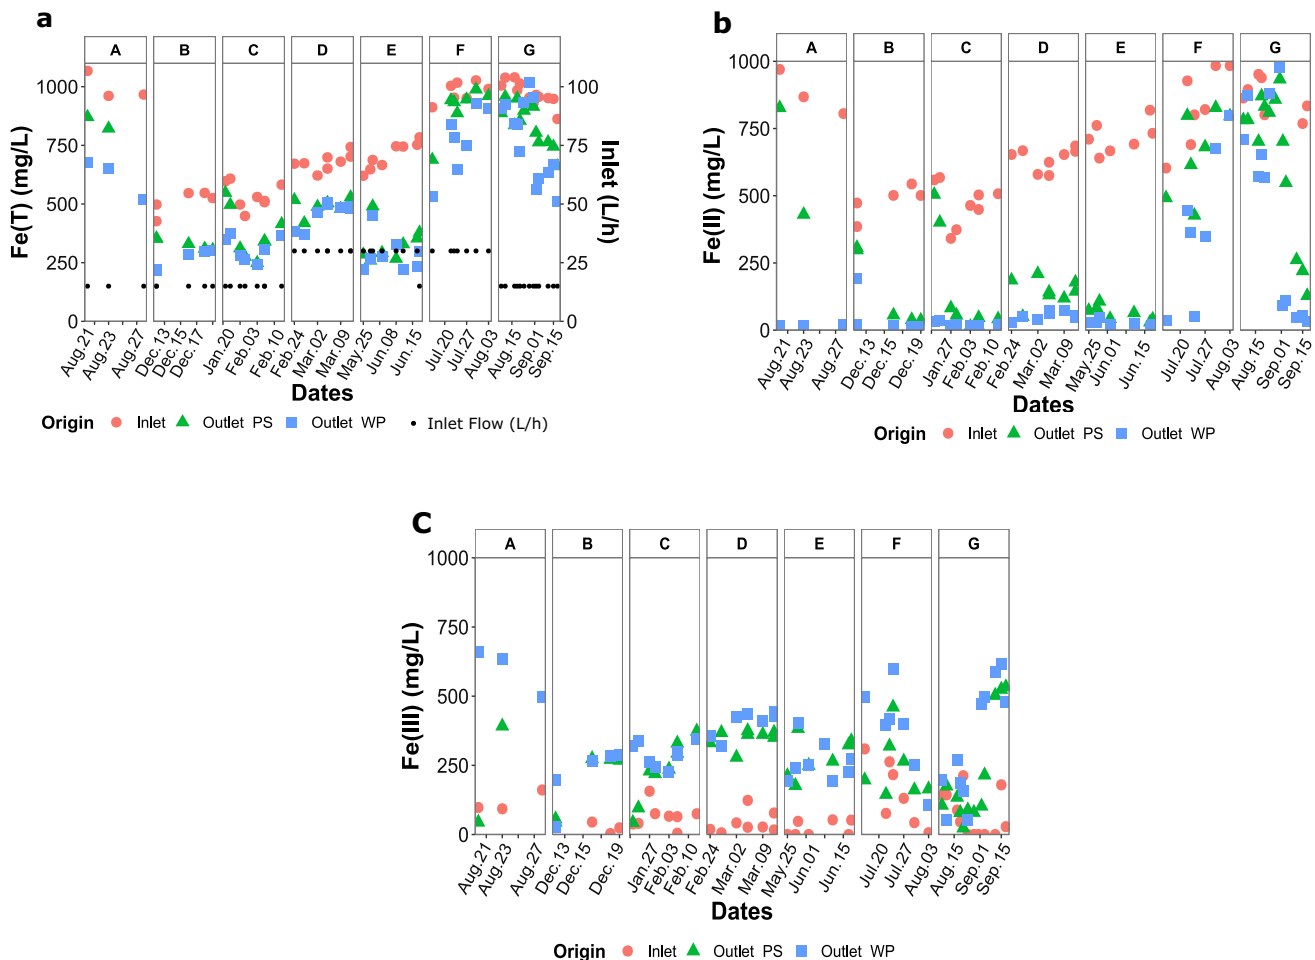 a
A B C D E F G
Fe(T) (mg/L)
1000
750
500
250
0
100
75
50
25
0
Inlet (L/h)
Aug.21 Aug.23 Aug.27 Dec.13 Dec.15 Dec.17 Jan.20 Feb.03 Feb.10 Feb.24 Mar.02 Mar.09 May.25 Jun.08 Jun.15 Jul.20 Jul.27 Aug.03 Aug.15 Sep.01 Sep.15
Dates
Origin Inlet Outlet PS Outlet WP Inlet Flow (L/h)
b
A B C D E F G
Fe(II) (mg/L)
1000
750
500
250
0
Aug.21 Aug.23 Aug.27 Dec.13 Dec.15 Dec.19 Jan.27 Feb.03 Feb.10 Feb.24 Mar.02 Mar.09 May.25 Jun.01 Jun.15 Jul.20 Jul.27 Aug.03 Aug.15 Sep.01 Sep.15
Dates
Origin Inlet Outlet PS Outlet WP
C
A B C D E F G
Fe(III) (mg/L)
1000
750
500
250
0
Aug.21 Aug.23 Aug.27 Dec.13 Dec.15 Dec.19 Jan.27 Feb.03 Feb.10 Feb.24 Mar.02 Mar.09 May.25 Jun.01 Jun.15 Jul.20 Jul.27 Aug.03 Aug.15 Sep.01 Sep.15
Dates
Origin Inlet Outlet PS Outlet WP